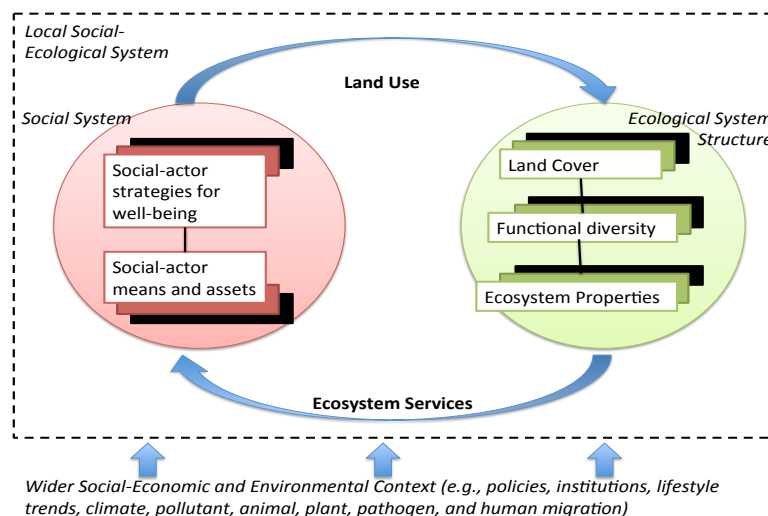 Local Social-
Ecological System
Land Use
Social System
Ecological System
Structure
Social-actor
strategies for
well-being
Social-actor
means and assets
Land Cover
Functional diversity
Ecosystem Properties
Ecosystem Services
Wider Social-Economic and Environmental Context (e.g., policies, institutions, lifestyle
trends, climate, pollutant, animal, plant, pathogen, and human migration)